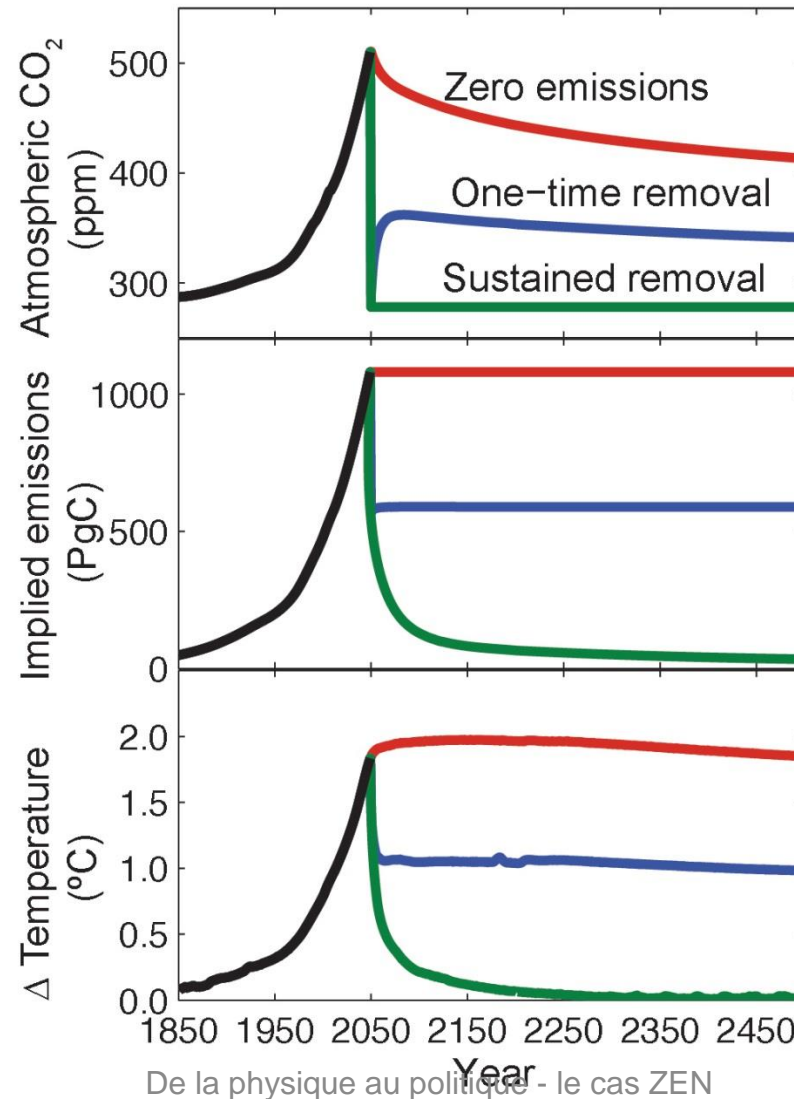 Atmospheric CO₂
(ppm)
500
400
300
Zero emissions
One−time removal
Sustained removal
Implied emissions
(PgC)
1000
500
0
Δ Temperature
(ºC)
2.0
1.5
1.0
0.5
0.0
1850 1950 2050 2150 2250 2350 2450
Year
De la physique au politique - le cas ZEN